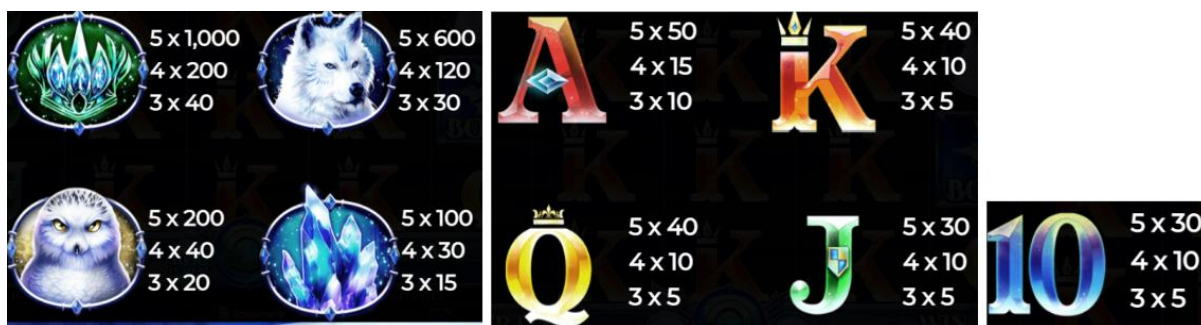 5 x 1,000
4 x 200
3 x 40
5 x 600
4 x 120
3 x 30
5 x 200
4 x 40
3 x 20
5 x 100
4 x 30
3 x 15
A
5 x 50
4 x 15
3 x 10
K
5 x 40
4 x 10
3 x 5
Q
5 x 40
4 x 10
3 x 5
J
5 x 30
4 x 10
3 x 5
10
5 x 30
4 x 10
3 x 5